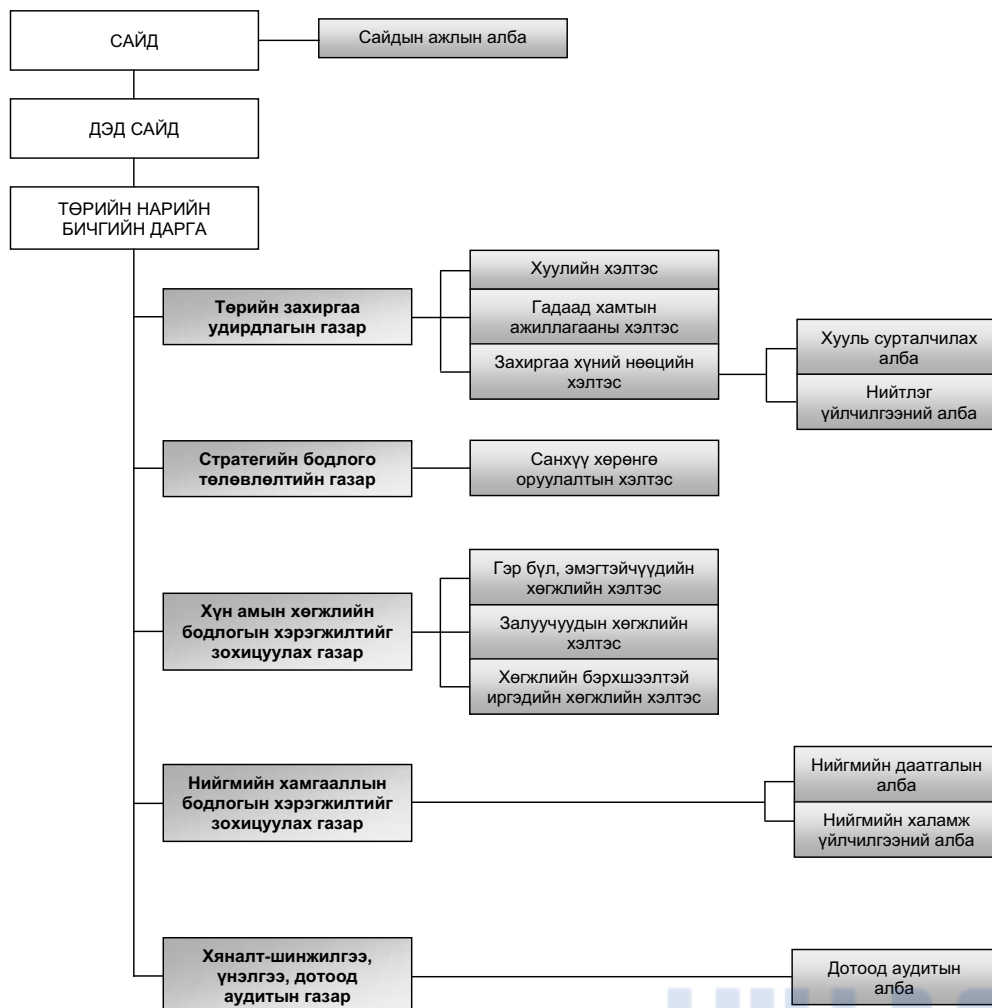 САЙД
Сайдын ажлын алба
ДЭД САЙД
ТӨРИЙН НАРИЙН
БИЧГИЙН ДАРГА
Төрийн захиргаа
удирдлагын газар
Хуулийн хэлтэс
Гадаад хамтын
ажиллагааны хэлтэс
Захиргаа хүний нөөцийн
хэлтэс
Хууль сурталчилах
алба
Нийтлэг
үйлчилгээний алба
Стратегийн бодлого
төлөвлөлтийн газар
Санхүү хөрөнгө
оруулалтын хэлтэс
Хүн амын хөгжлийн
бодлогын хэрэгжилтийг
зохицуулах газар
Гэр бүл, эмэгтэйчүүдийн
хөгжлийн хэлтэс
Залуучуудын хөгжлийн
хэлтэс
Хөгжлийн бэрхшээлтэй
иргэдийн хөгжлийн хэлтэс
Нийгмийн хамгааллын
бодлогын хэрэгжилтийг
зохицуулах газар
Нийгмийн даатгалын
алба
Нийгмийн халамж
үйлчилгээний алба
Хяналт-шинжилгээ,
үнэлгээ, дотоод
аудитын газар
Дотоод аудитын
алба